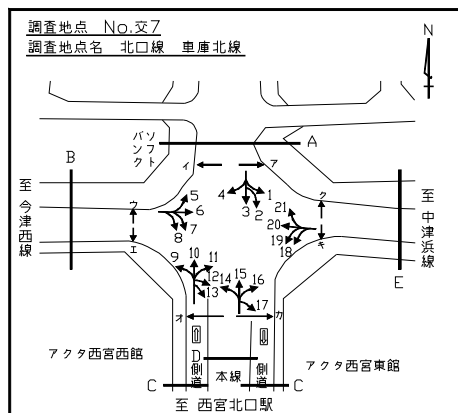 調査地点 No.交7
調査地点名 北口線 車庫北線
N
ソフト
バンク
A
イ
ア
B
4
3
2
1
5
6
7
8
ウ
エ
ク
キ
21
20
19
18
至今津西線
至中津浜線
E
9
10
11
12
13
14
15
16
17
オ
カ
アクタ西宮西館
アクタ西宮東館
D
側道
本線
側道
C
C
至 西宮北口駅